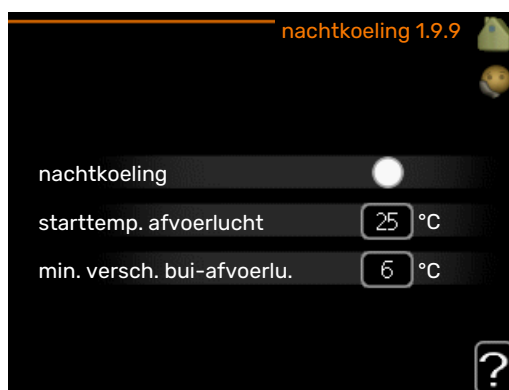 nachtkoeling 1.9.9
nachtkoeling
starttemp. afvoerlucht 25 °C
min. versch. bui-afvoerlu. 6 °C
?